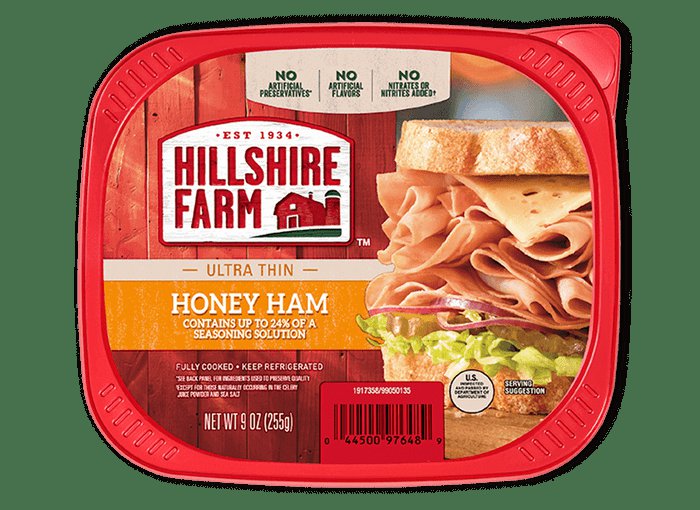 NO
ARTIFICIAL
PRESERVATIVES*
NO
ARTIFICIAL
FLAVORS
NO
NITRATES OR
NITRITES ADDED†
• EST 1934 •
HILLSHIRE
FARM
TM
— ULTRA THIN —
HONEY HAM
CONTAINS UP TO 24% OF A
SEASONING SOLUTION
FULLY COOKED • KEEP REFRIGERATED
*SEE BACK PANEL FOR INGREDIENTS USED TO PRESERVE QUALITY
†EXCEPT FOR THOSE NATURALLY OCCURRING IN THE CELERY
JUICE POWDER AND SEA SALT
NET WT 9 OZ (255g)
1917358/99050135
0 44500 97648 9
U.S.
INSPECTED
AND PASSED BY
DEPARTMENT OF
AGRICULTURE
SERVING
SUGGESTION